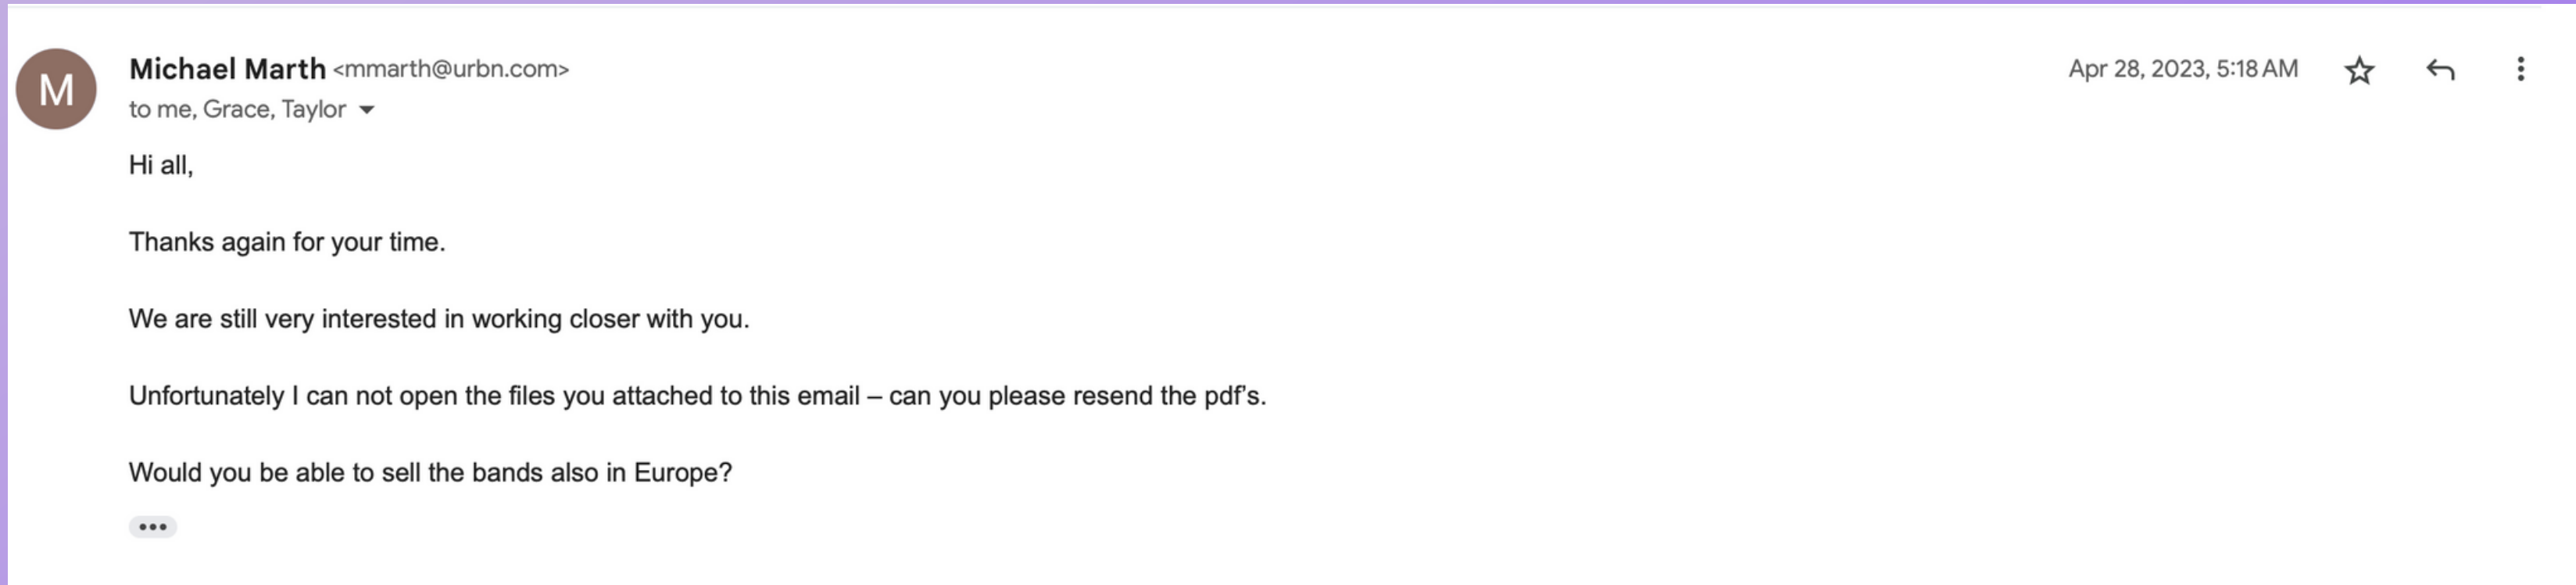 M
Michael Marth <mmarth@urbn.com>
Apr 28, 2023, 5:18 AM
to me, Grace, Taylor
Hi all,
Thanks again for your time.
We are still very interested in working closer with you.
Unfortunately I can not open the files you attached to this email – can you please resend the pdf’s.
Would you be able to sell the bands also in Europe?